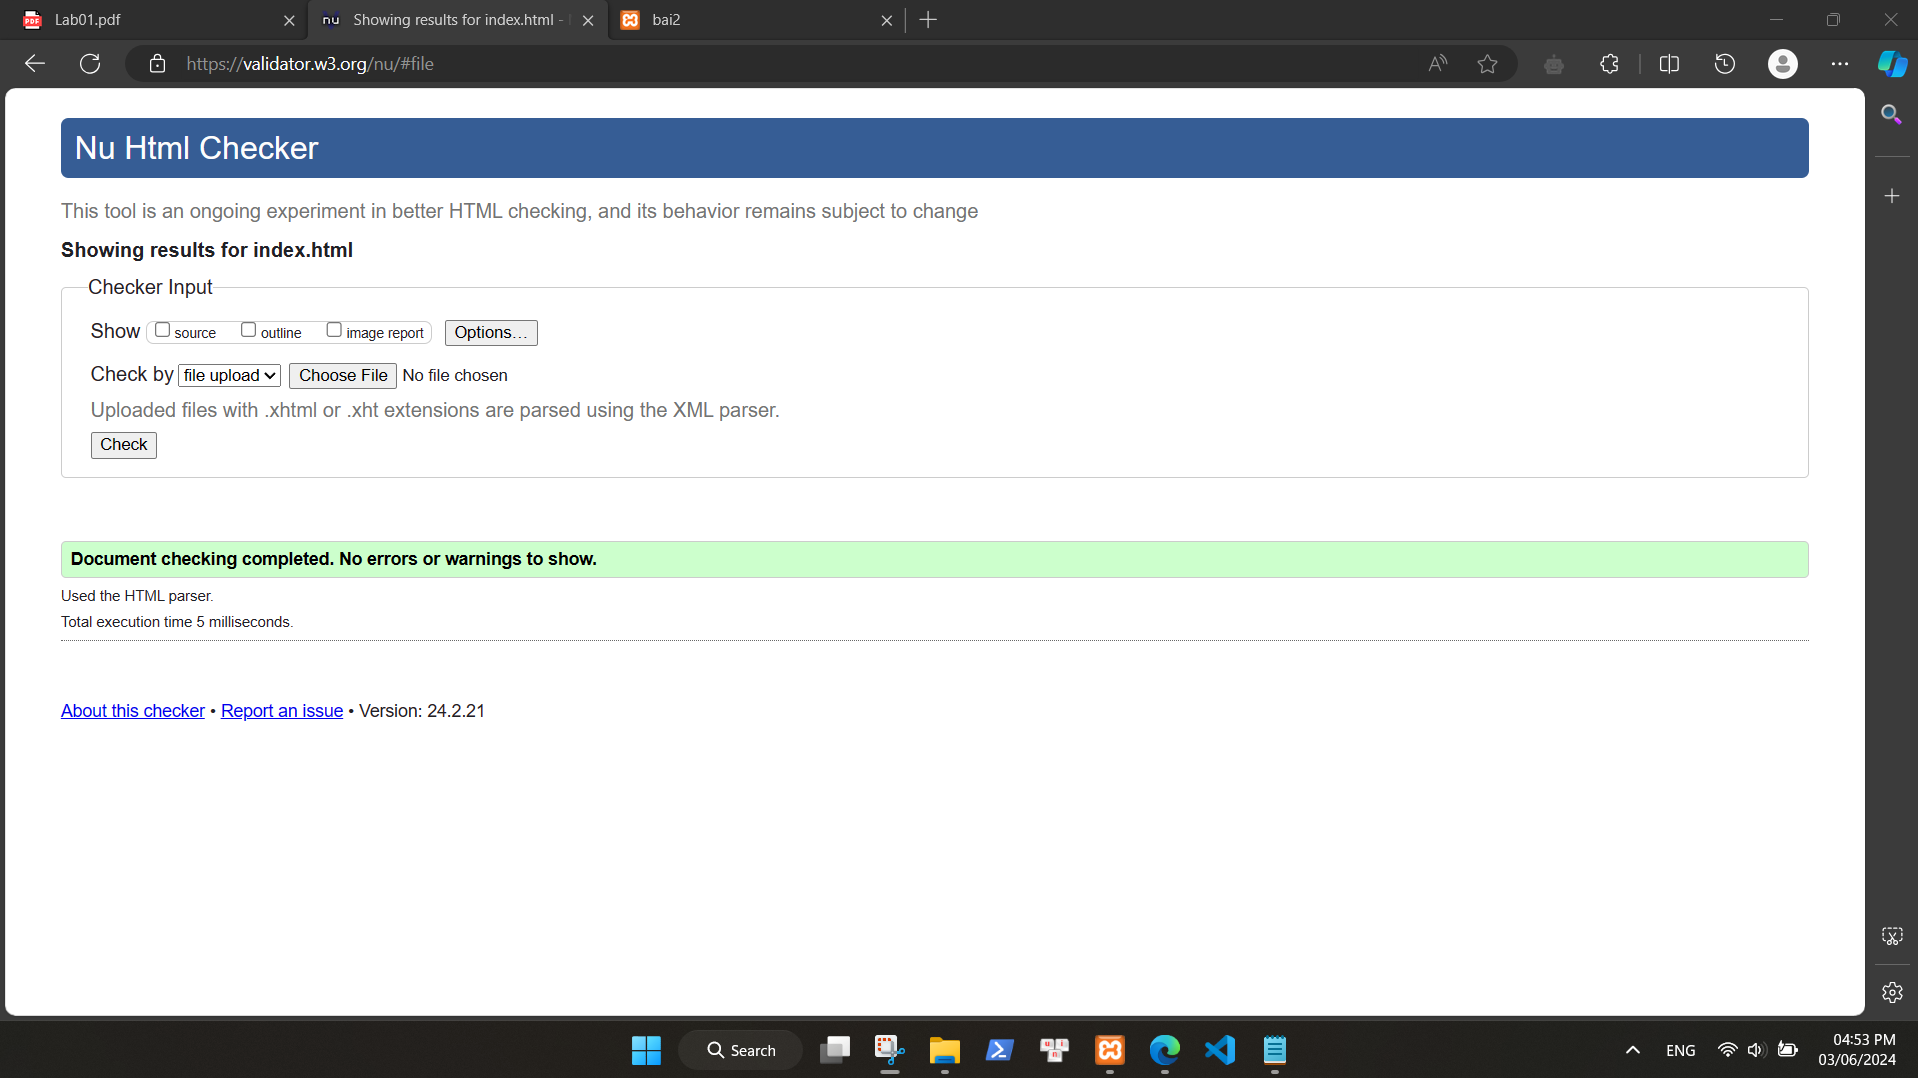 Lab01.pdf
nu Showing results for index.html -
bai2
https://validator.w3.org/nu/#file
Nu Html Checker
This tool is an ongoing experiment in better HTML checking, and its behavior remains subject to change
Showing results for index.html
Checker Input
Show source outline image report Options…
Check by file upload Choose File No file chosen
Uploaded files with .xhtml or .xht extensions are parsed using the XML parser.
Check
Document checking completed. No errors or warnings to show.
Used the HTML parser.
Total execution time 5 milliseconds.
About this checker • Report an issue • Version: 24.2.21
Search
ENG
04:53 PM
03/06/2024